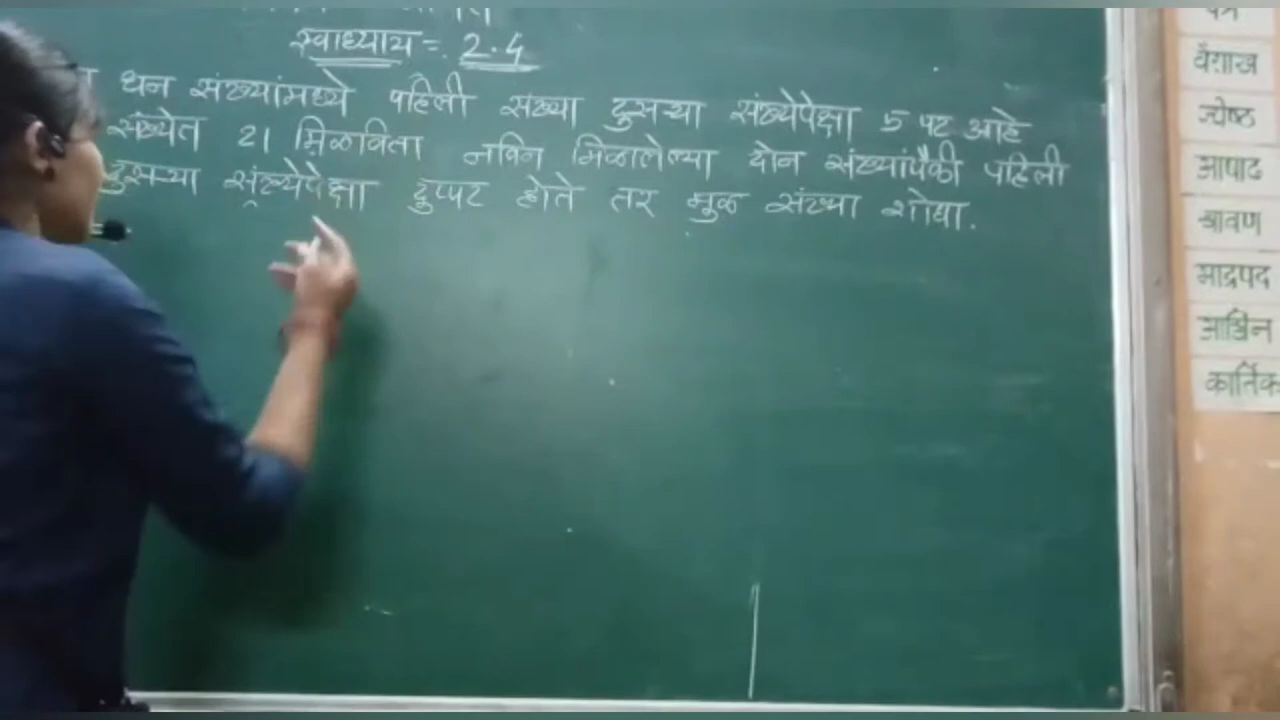 स्वाध्याय = 2.4
धन संख्यांमध्ये पहिली संख्या दुसऱ्या संख्येपेक्षा 5 पट आहे
संख्येत 21 मिळविता नविन मिळालेल्या दोन संख्यांपैकी पहिली
दुसऱ्या संख्येपेक्षा दुप्पट होते तर मुळ संख्या शोधा.
वैशाख
ज्येष्ठ
आषाढ
श्रावण
भाद्रपद
आश्विन
कार्तिक